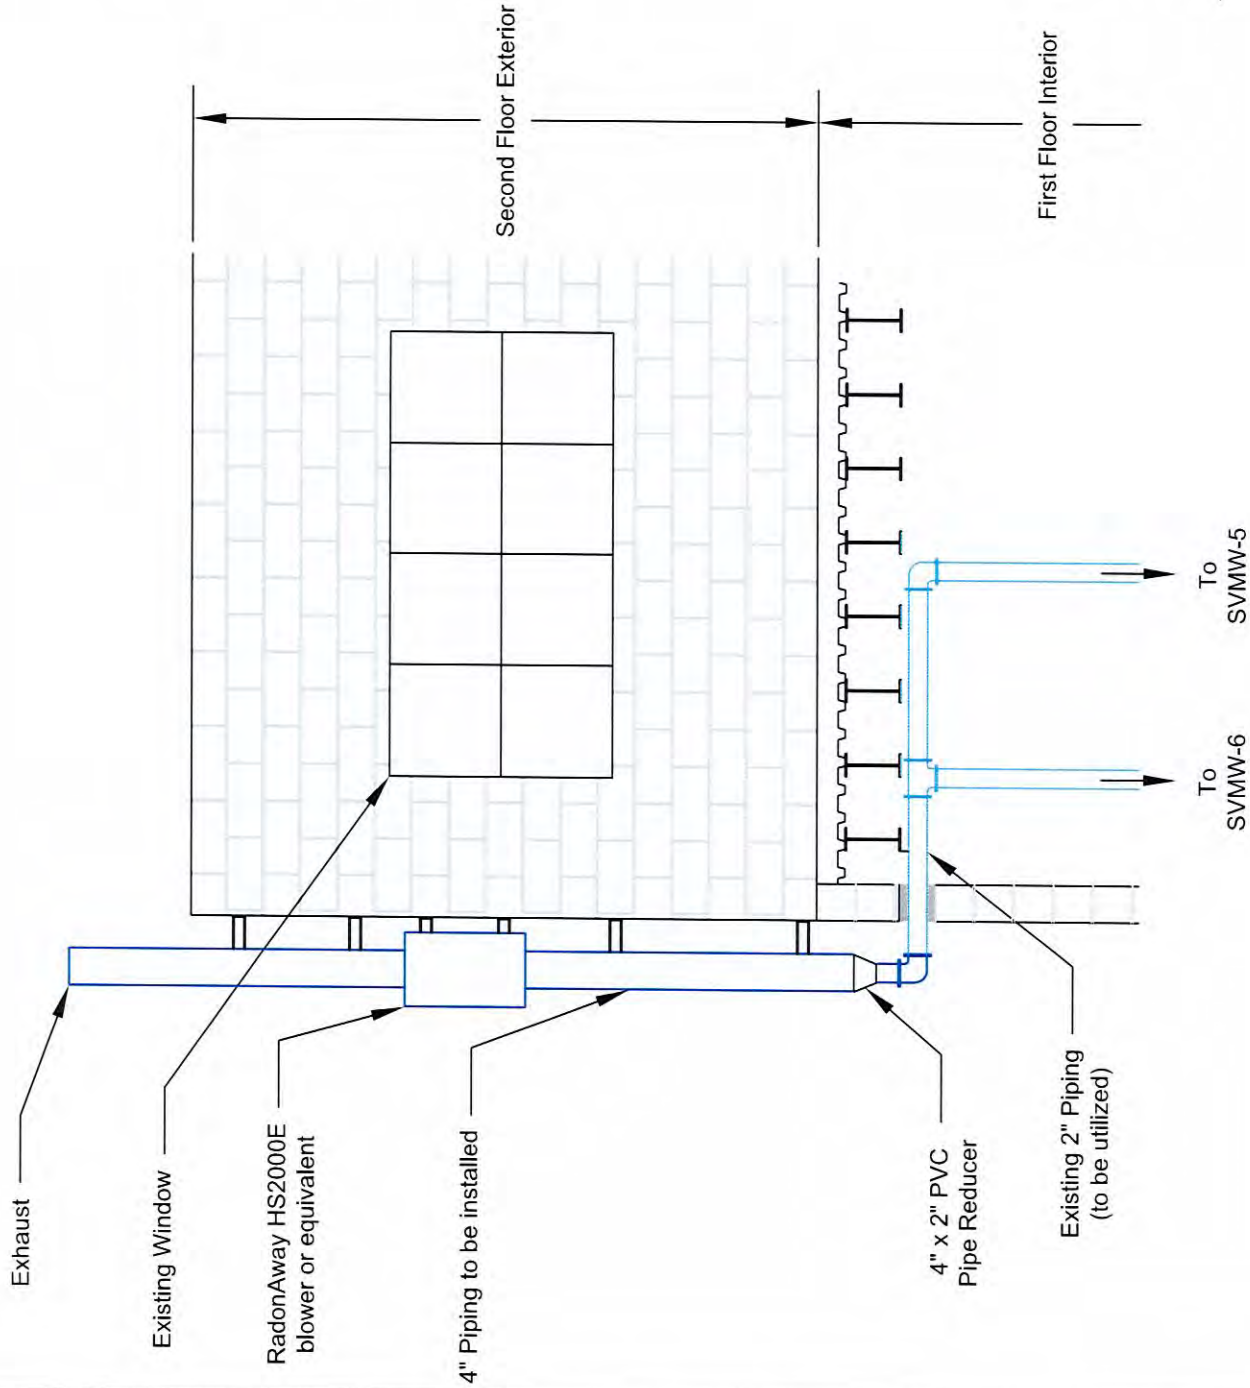 Exhaust
Existing Window
RadonAway HS2000E
blower or equivalent
4" Piping to be installed
4" x 2" PVC
Pipe Reducer
Existing 2" Piping
(to be utilized)
Second Floor Exterior
First Floor Interior
To
SVMW-6
To
SVMW-5